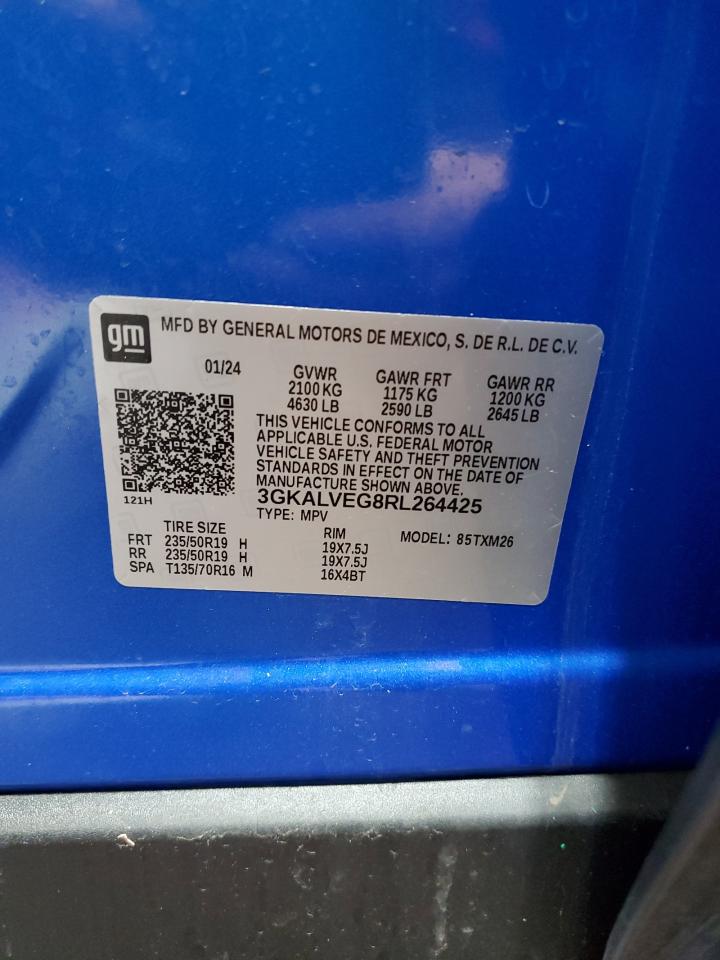 gm
MFD BY GENERAL MOTORS DE MEXICO, S. DE R.L. DE C.V.
01/24
GVWR GAWR FRT GAWR RR
2100 KG 1175 KG 1200 KG
4630 LB 2590 LB 2645 LB
THIS VEHICLE CONFORMS TO ALL
APPLICABLE U.S. FEDERAL MOTOR
VEHICLE SAFETY AND THEFT PREVENTION
STANDARDS IN EFFECT ON THE DATE OF
MANUFACTURE SHOWN ABOVE.
121H
3GKALVEG8RL264425
TYPE: MPV
TIRE SIZE RIM MODEL: 85TXM26
FRT 235/50R19 H 19X7.5J
RR 235/50R19 H 19X7.5J
SPA T135/70R16 M 16X4BT